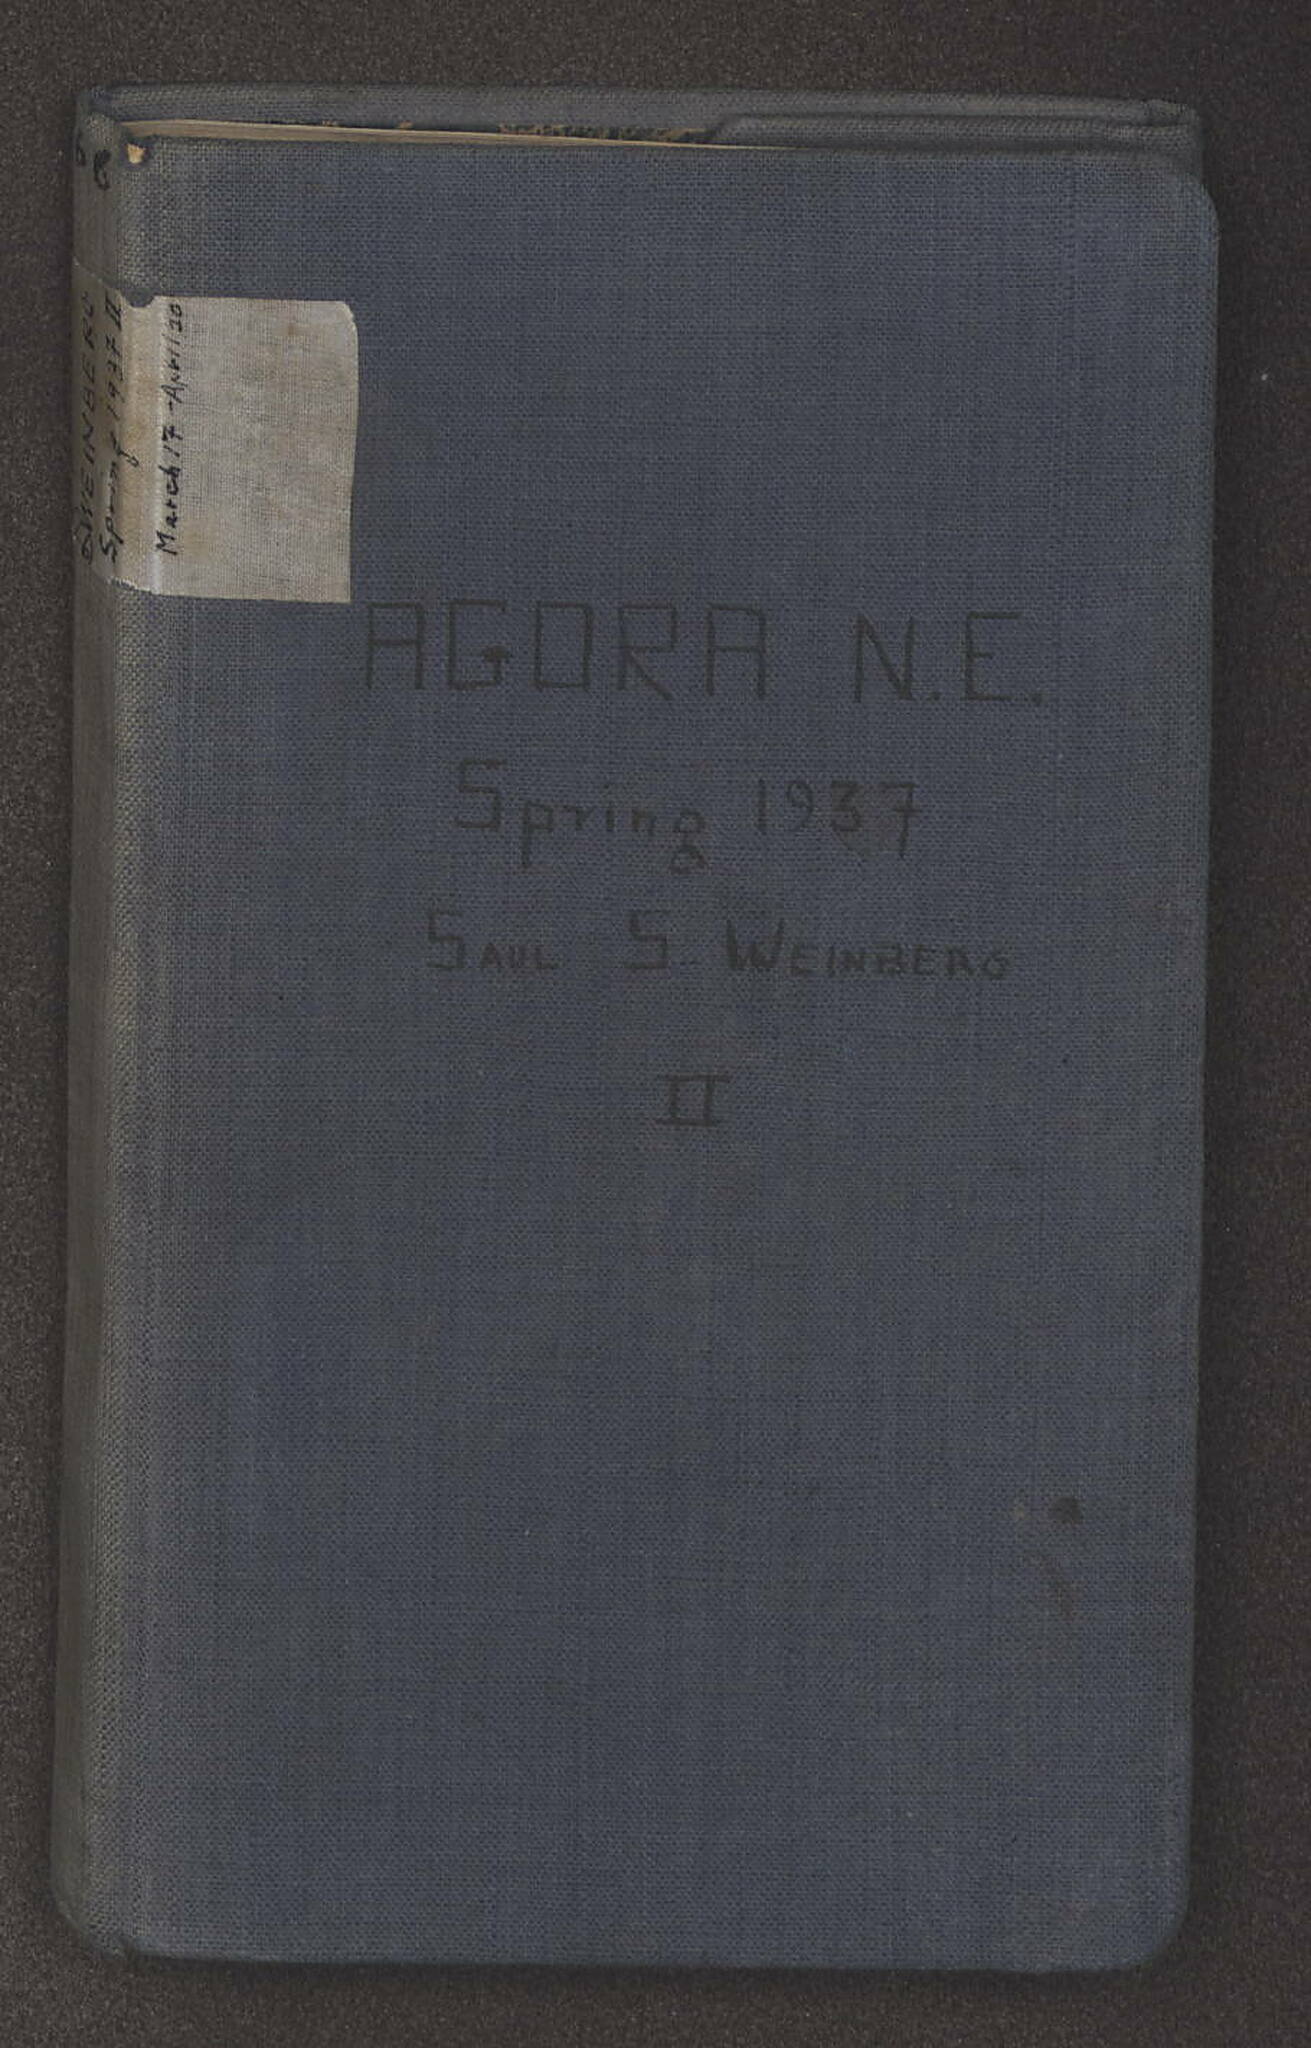 WEINBERG
Spring 1937 II
March 17 - April 20
AGORA N.E.
Spring 1937
SAUL S. WEINBERG
II